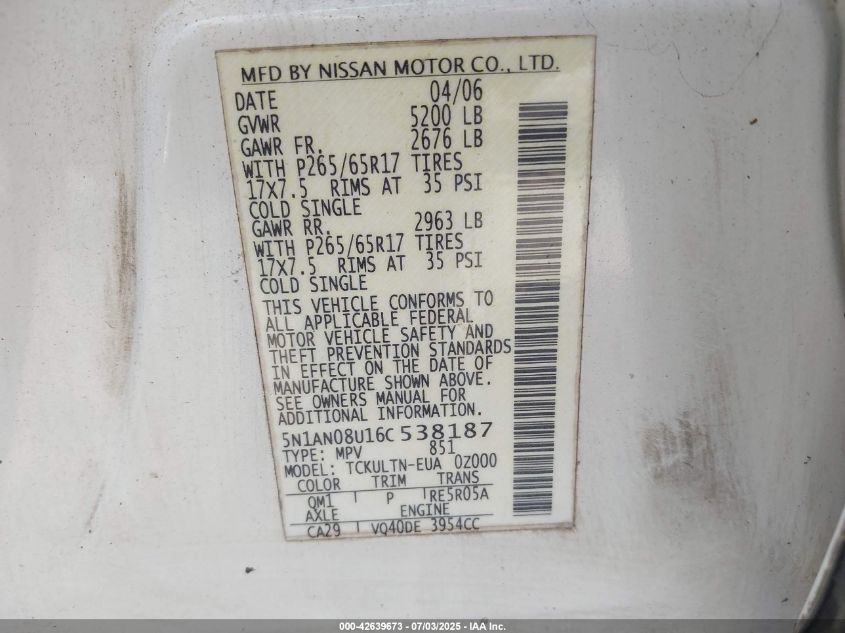 MFD BY NISSAN MOTOR CO., LTD.
DATE 04/06
GVWR 5200 LB
GAWR FR. 2676 LB
WITH P265/65R17 TIRES
17X7.5 RIMS AT 35 PSI
COLD SINGLE
GAWR RR. 2963 LB
WITH P265/65R17 TIRES
17X7.5 RIMS AT 35 PSI
COLD SINGLE
THIS VEHICLE CONFORMS TO
ALL APPLICABLE FEDERAL
MOTOR VEHICLE SAFETY AND
THEFT PREVENTION STANDARDS
IN EFFECT ON THE DATE OF
MANUFACTURE SHOWN ABOVE.
SEE OWNERS MANUAL FOR
ADDITIONAL INFORMATION.
5N1AN08U16C538187
TYPE: MPV 851
MODEL: TCKULTN-EUA 0Z000
COLOR TRIM TRANS
QM1 P RE5R05A
AXLE ENGINE
CA29 VQ40DE 3954CC
000-42639673 - 07/03/2025 - IAA Inc.